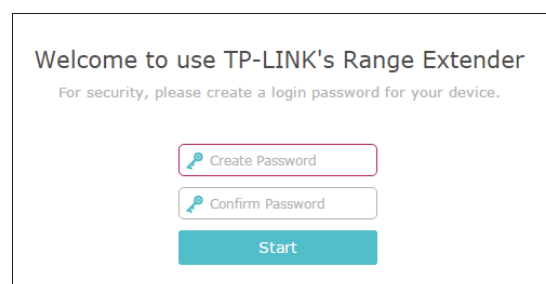 Welcome to use TP-LINK's Range Extender
For security, please create a login password for your device.
Create Password
Confirm Password
Start